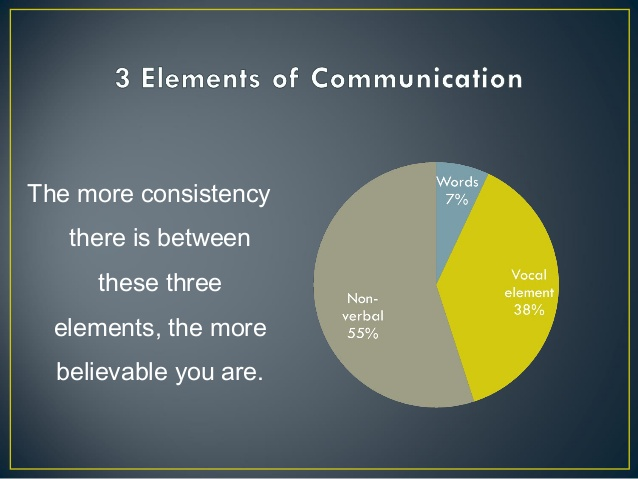 3 Elements of Communication
The more consistency
there is between
these three
elements, the more
believable you are.
Words
7%
Vocal
element
38%
Non-
verbal
55%